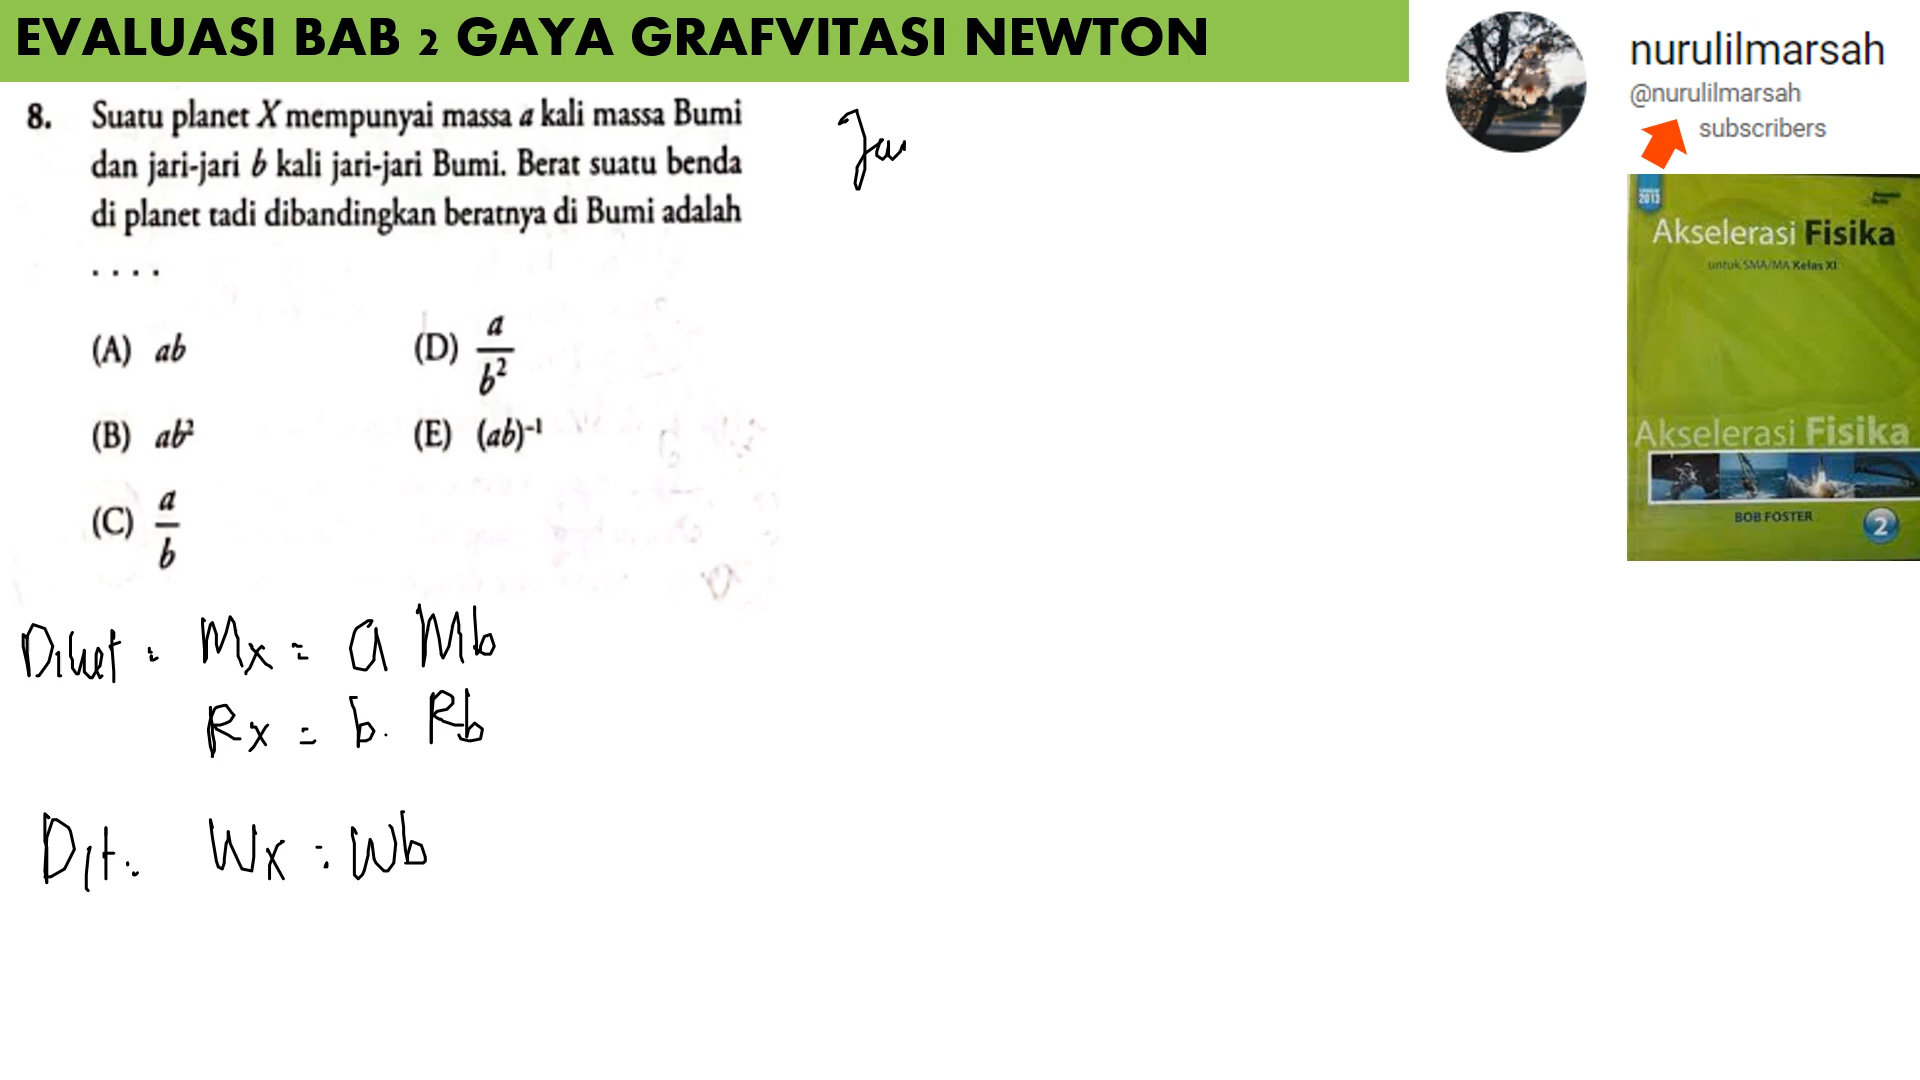 EVALUASI BAB 2 GAYA GRAFVITASI NEWTON
nurulilmarsah
@nurulilmarsah
subscribers
8. Suatu planet X mempunyai massa a kali massa Bumi
dan jari-jari b kali jari-jari Bumi. Berat suatu benda
di planet tadi dibandingkan beratnya di Bumi adalah
. . . .
(A) ab
(D) a/b²
(B) ab²
(E) (ab)⁻¹
(C) a/b
Jaw
Diket : Mx = a Mb
Rx = b. Rb
Dit : Wx : Wb
2013
Akselerasi Fisika
untuk SMA/MA Kelas XI
Akselerasi Fisika
BOB FOSTER
2